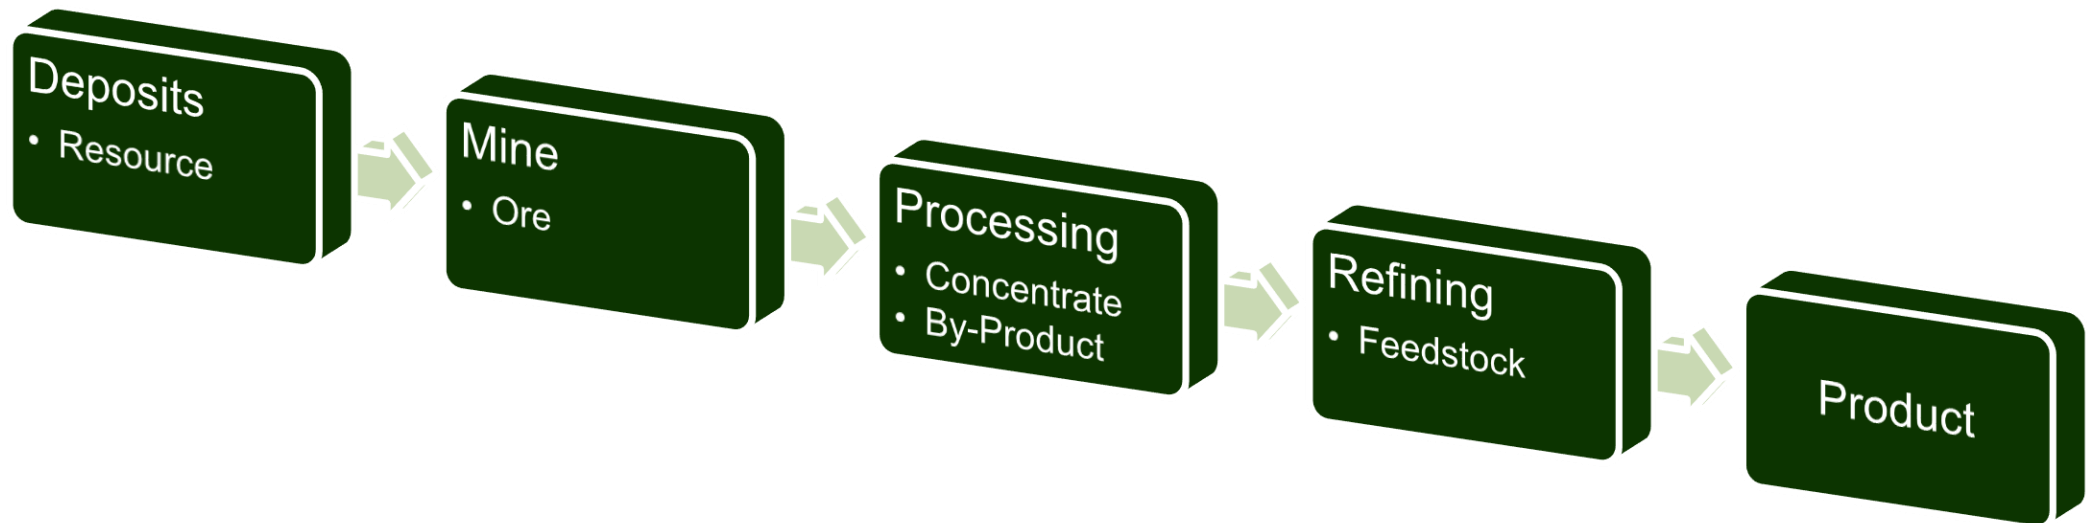 Deposits
• Resource
Mine
• Ore
Processing
• Concentrate
• By-Product
Refining
• Feedstock
Product